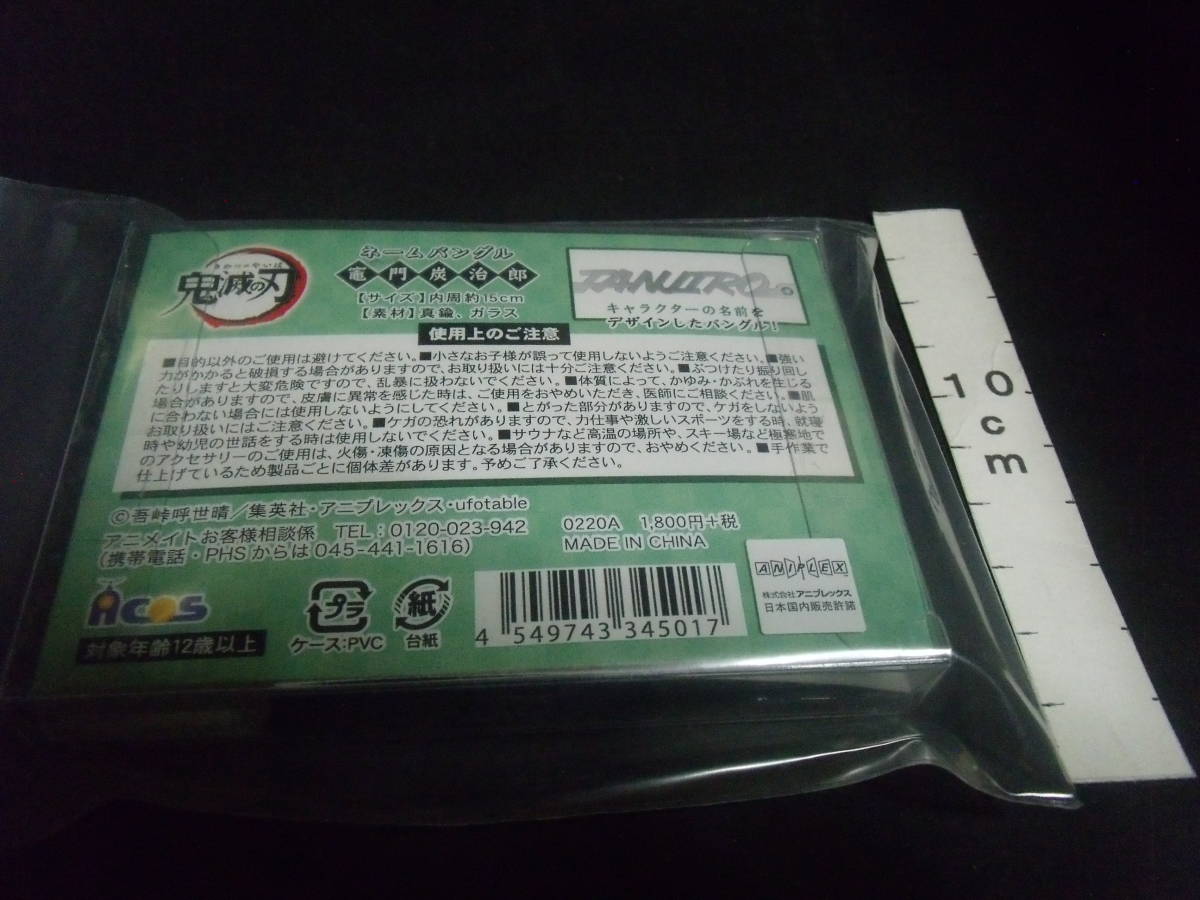 きめつのやいば
鬼滅の刃
ネームバングル
竈門炭治郎
【サイズ】内周約15cm
【素材】真鍮、ガラス
TANJIRO
キャラクターの名前を
デザインしたバングル!
使用上のご注意
■目的以外のご使用は避けてください。■小さなお子様が誤って使用しないようご注意ください。■強い
力がかかると破損する場合がありますので、お取り扱いには十分ご注意ください。■ぶつけたり振り回し
たりしますと大変危険ですので、乱暴に扱わないでください。■体質によって、かゆみ・かぶれを生じる
場合がありますので、皮膚に異常を感じた時は、ご使用をおやめいただき、医師にご相談ください。■肌
に合わない場合には使用しないようにしてください。■とがった部分がありますので、ケガをしないよう
お取り扱いにはご注意ください。■ケガの恐れがありますので、力仕事や激しいスポーツをする時、就寝
時や幼児の世話をする時は使用しないでください。■サウナなど高温の場所や、スキー場など極寒地で
のアクセサリーのご使用は、火傷・凍傷の原因となる場合がありますので、おやめください。■手作業で
仕上げているため製品ごとに個体差があります。予めご了承ください。
©吾峠呼世晴/集英社・アニプレックス・ufotable
アニメイトお客様相談係 TEL:0120-023-942
(携帯電話・PHSからは045-441-1616)
0220A 1,800円+税
MADE IN CHINA
ACOS
対象年齢12歳以上
プラ
ケース:PVC
紙
台紙
4 549743 345017
ANIPLEX
株式会社アニプレックス
日本国内販売許諾
10
cm